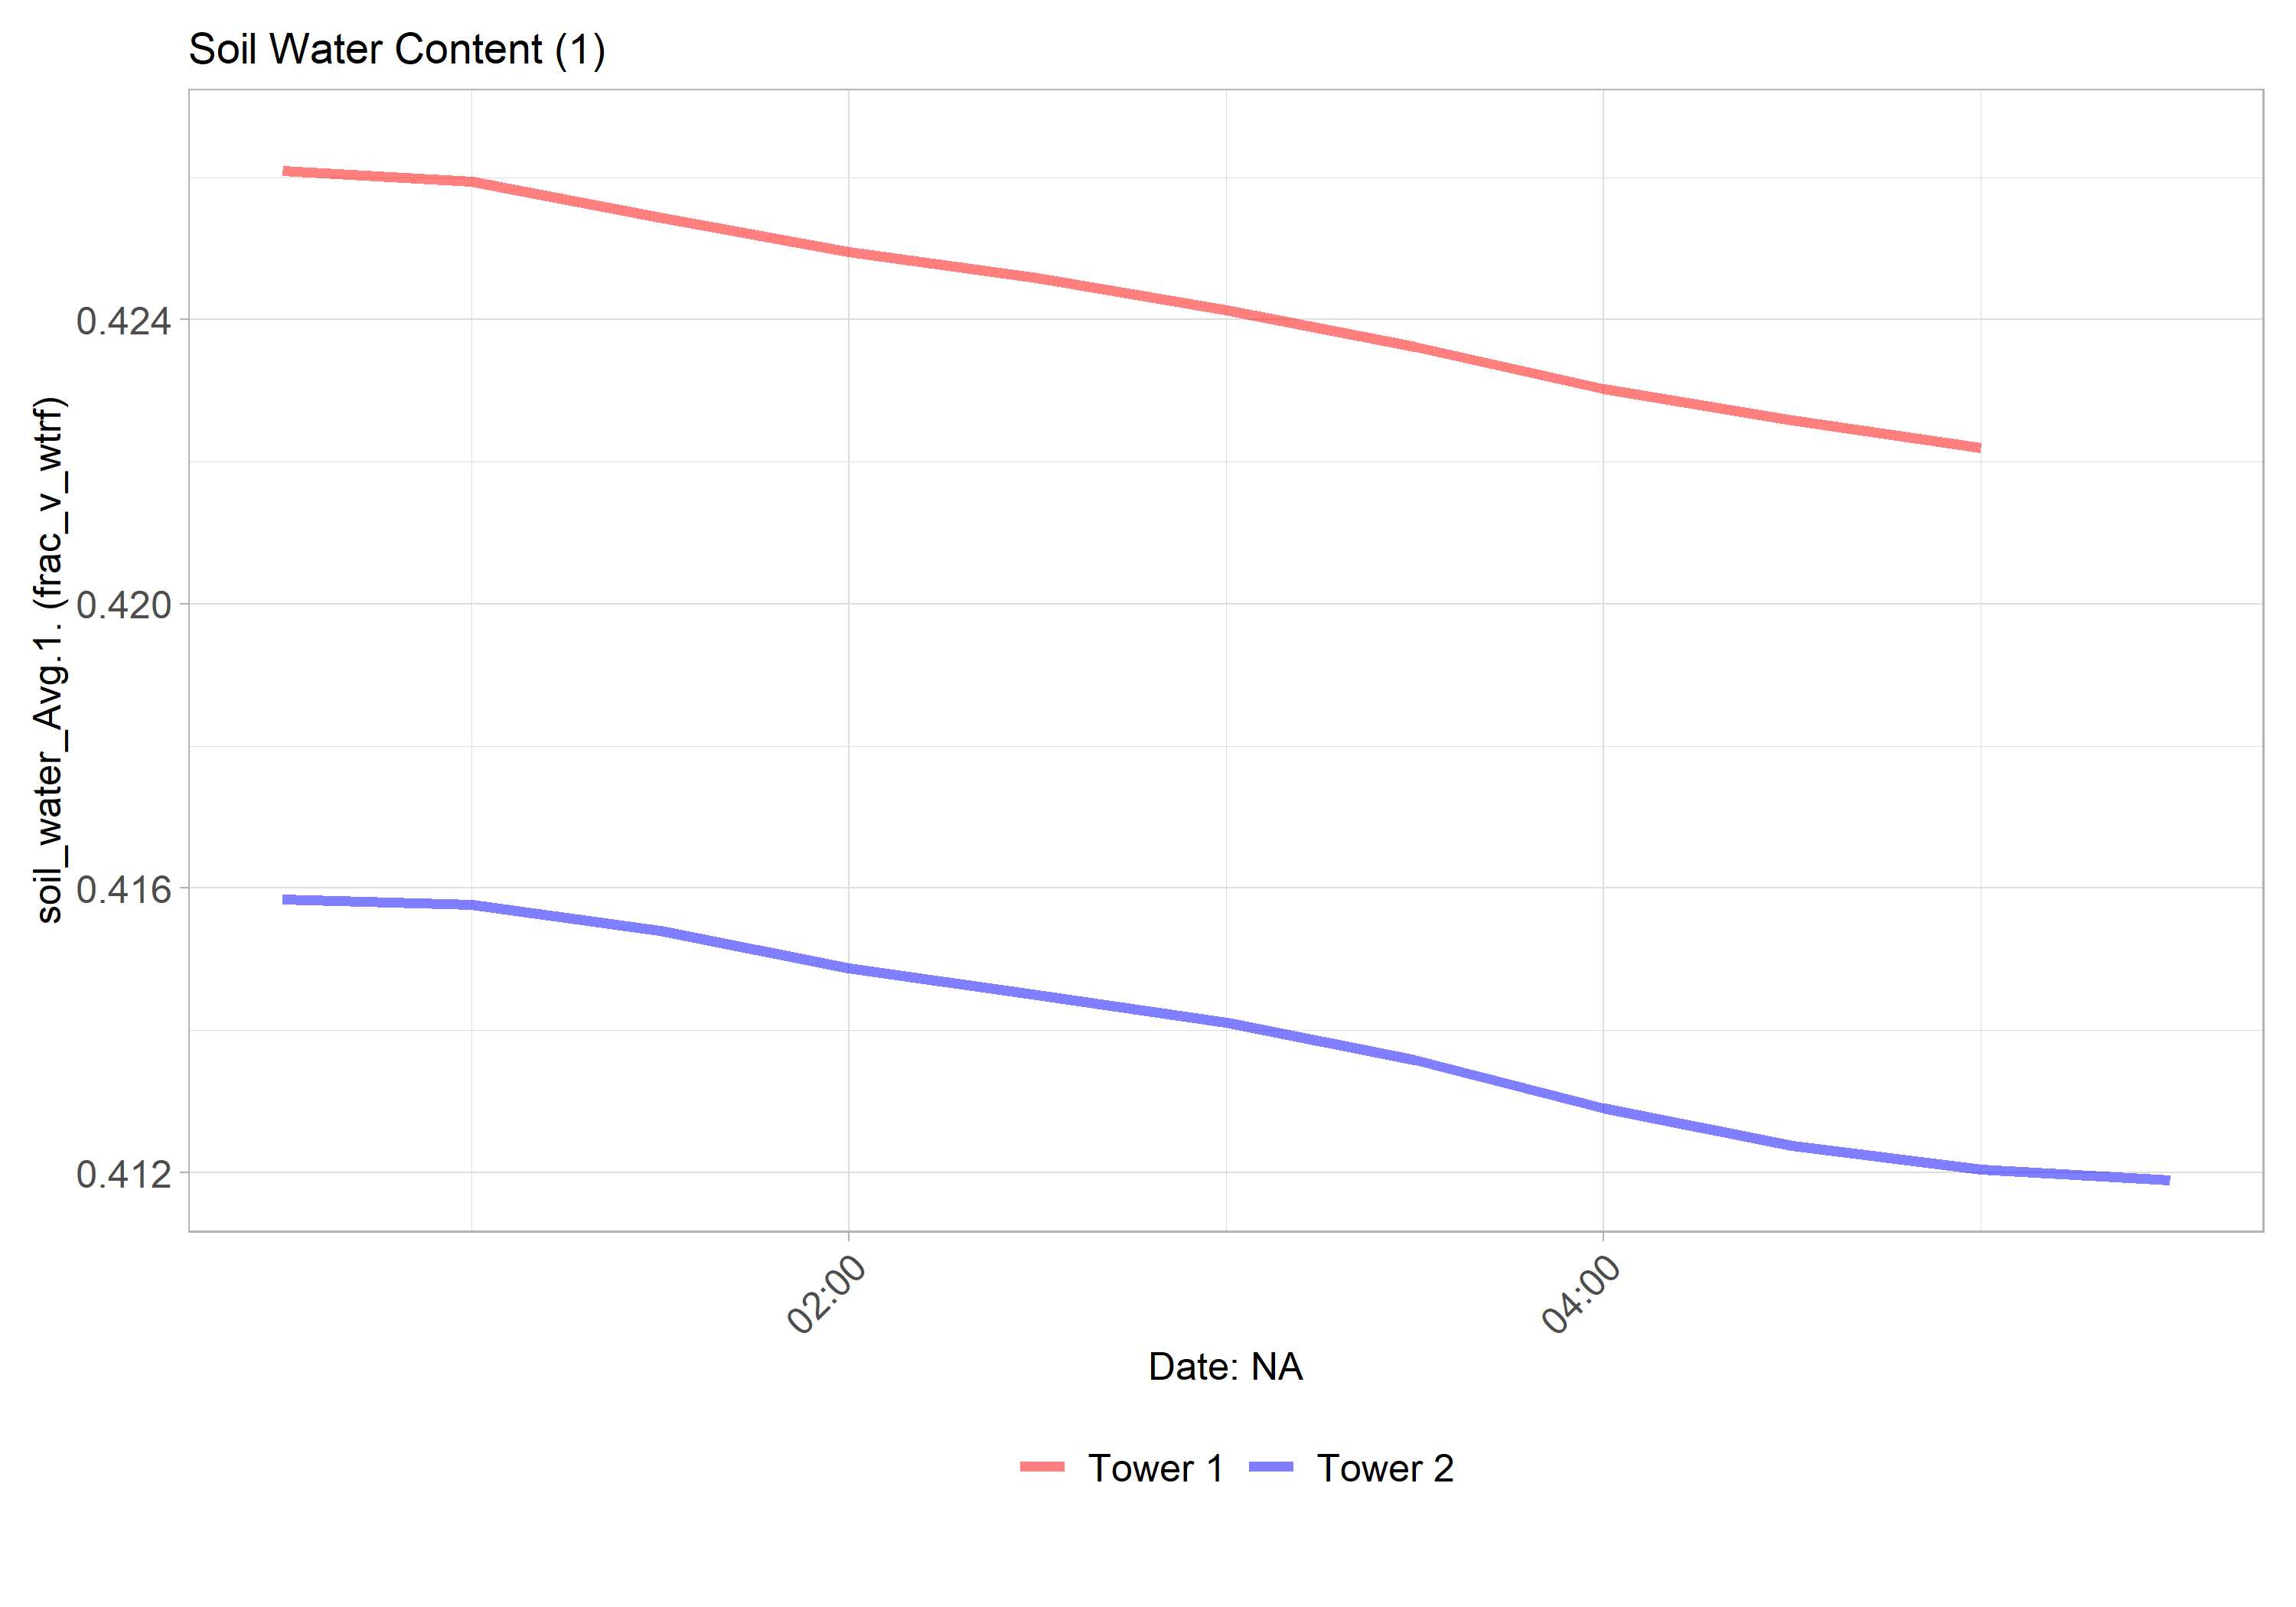 Soil Water Content (1)
soil_water_Avg.1. (frac_v_wtrf)
0.424
0.420
0.416
0.412
02:00
04:00
Date: NA
Tower 1
Tower 2